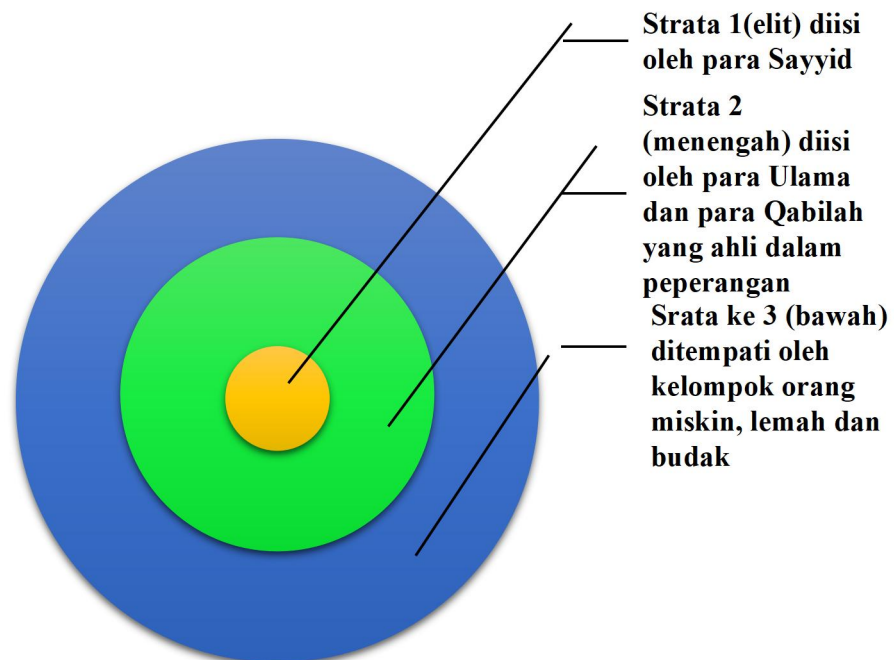 Strata 1(elit) diisi
oleh para Sayyid
Strata 2
(menengah) diisi
oleh para Ulama
dan para Qabilah
yang ahli dalam
peperangan
Srata ke 3 (bawah)
ditempati oleh
kelompok orang
miskin, lemah dan
budak